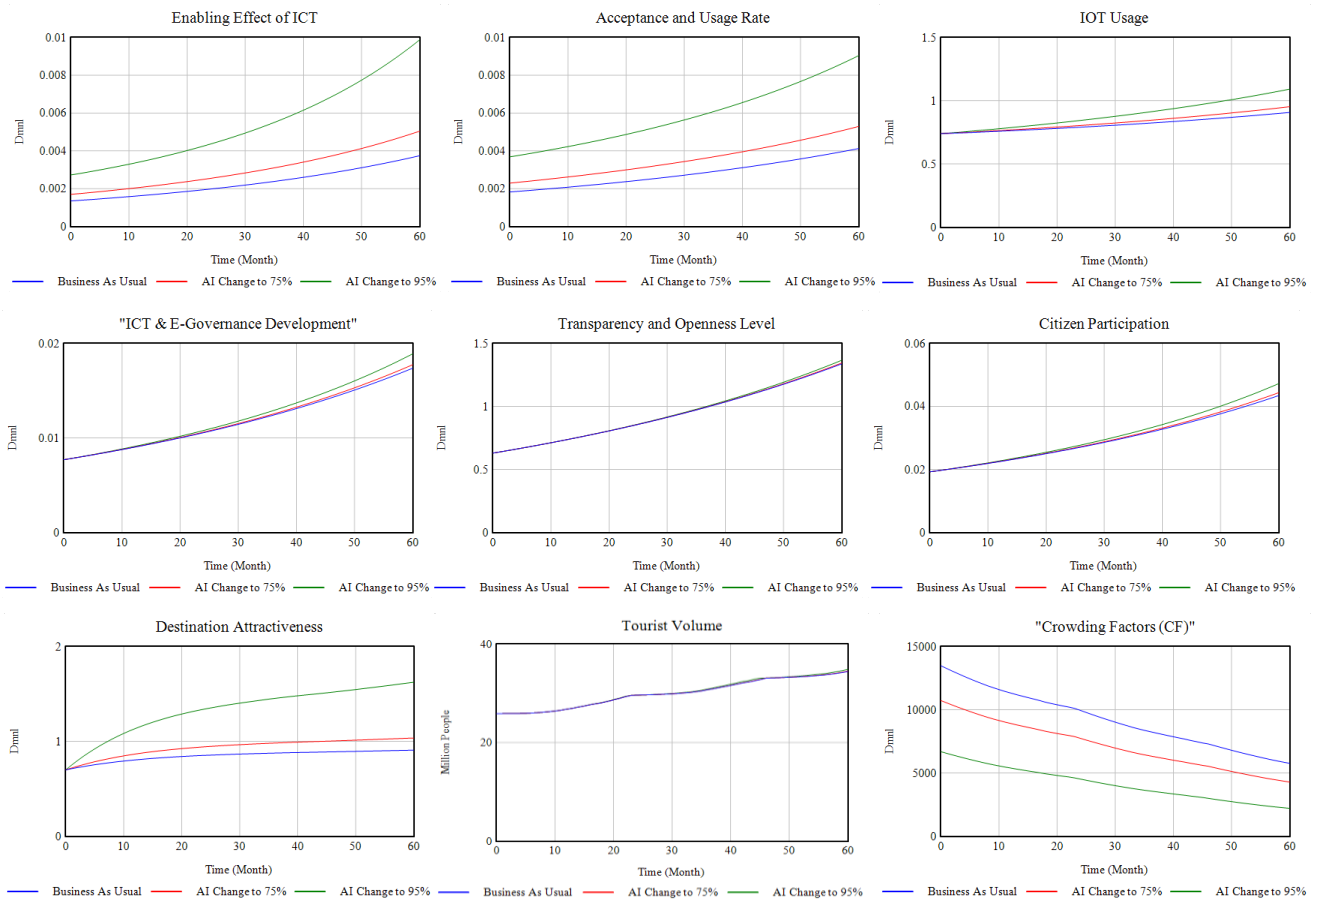 Enabling Effect of ICT
0.01
0.008
0.006
0.004
0.002
0
Dmnl
0 10 20 30 40 50 60
Time (Month)
Business As Usual AI Change to 75% AI Change to 95%
Acceptance and Usage Rate
0.01
0.008
0.006
0.004
0.002
0
Dmnl
0 10 20 30 40 50 60
Time (Month)
Business As Usual AI Change to 75% AI Change to 95%
IOT Usage
1.5
1
0.5
0
Dmnl
0 10 20 30 40 50 60
Time (Month)
Business As Usual AI Change to 75% AI Change to 95%
"ICT & E-Governance Development"
0.02
0.01
0
Dmnl
0 10 20 30 40 50 60
Time (Month)
Business As Usual AI Change to 75% AI Change to 95%
Transparency and Openness Level
1.5
1
0.5
0
Dmnl
0 10 20 30 40 50 60
Time (Month)
Business As Usual AI Change to 75% AI Change to 95%
Citizen Participation
0.06
0.04
0.02
0
Dmnl
0 10 20 30 40 50 60
Time (Month)
Business As Usual AI Change to 75% AI Change to 95%
Destination Attractiveness
2
1
0
Dmnl
0 10 20 30 40 50 60
Time (Month)
Business As Usual AI Change to 75% AI Change to 95%
Tourist Volume
40
20
0
Million People
0 10 20 30 40 50 60
Time (Month)
Business As Usual AI Change to 75% AI Change to 95%
"Crowding Factors (CF)"
15000
10000
5000
0
Dmnl
0 10 20 30 40 50 60
Time (Month)
Business As Usual AI Change to 75% AI Change to 95%